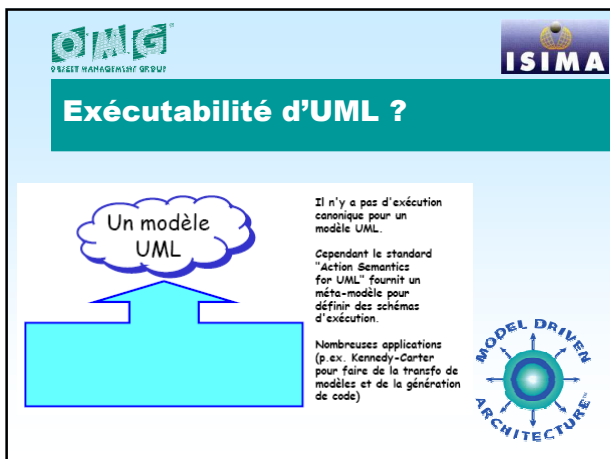 OMG
OBJECT MANAGEMENT GROUP
ISIMA
Exécutabilité d'UML ?
Un modèle
UML
Il n'y a pas d'exécution
canonique pour un
modèle UML.
Cependant le standard
"Action Semantics
for UML" fournit un
méta-modèle pour
définir des schémas
d'exécution.
Nombreuses applications
(p.ex. Kennedy-Carter
pour faire de la transfo de
modèles et de la génération
de code)
MODEL DRIVEN
ARCHITECTURE™